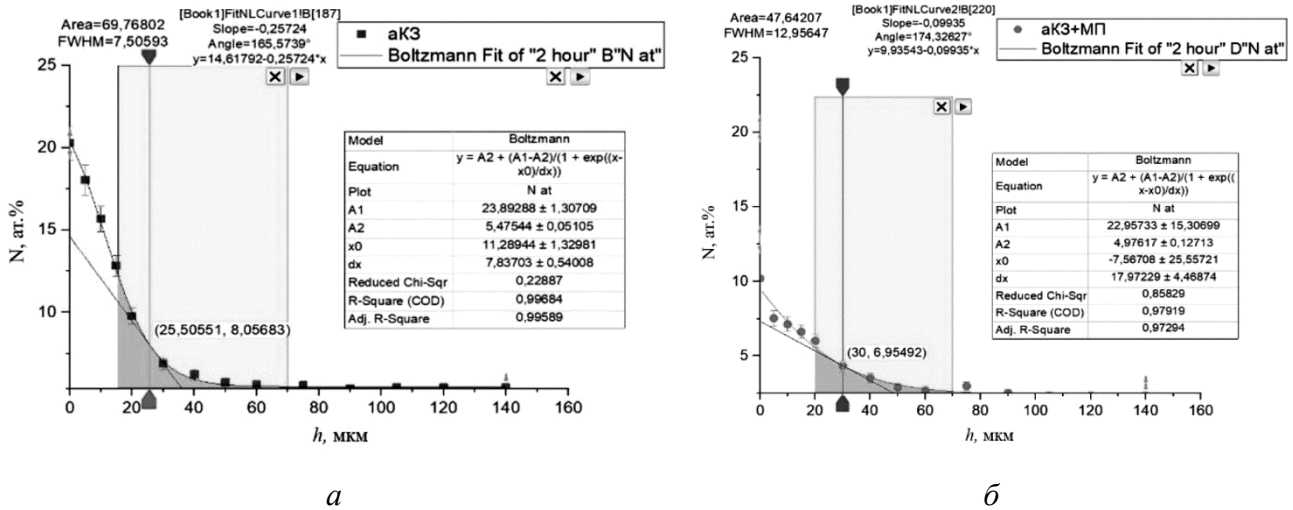 Area=69,76802
FWHM=7,50593
[Book1]FitNLCurve1!B[187]
Slope=-0,25724
Angle=165,5739°
y=14,61792-0,25724*x
аКЗ
Boltzmann Fit of "2 hour" B"N at"
25
20
15
10
N, ат.%
(25,50551, 8,05683)
Model Boltzmann
Equation y = A2 + (A1-A2)/(1 + exp((x-
x0)/dx))
Plot N at
A1 23,89288 ± 1,30709
A2 5,47544 ± 0,05105
x0 11,28944 ± 1,32981
dx 7,83703 ± 0,54008
Reduced Chi-Sqr 0,22887
R-Square (COD) 0,99684
Adj. R-Square 0,99589
0 20 40 60 80 100 120 140 160
h, мкм
а
Area=47,64207
FWHM=12,95647
[Book1]FitNLCurve2!B[220]
Slope=-0,09935
Angle=174,32627°
y=9,93543-0,09935*x
аКЗ+МП
Boltzmann Fit of "2 hour" D"N at"
25
20
15
10
5
N, ат.%
(30, 6,95492)
Model Boltzmann
Equation y = A2 + (A1-A2)/(1 + exp((
x-x0)/dx))
Plot N at
A1 22,95733 ± 15,30699
A2 4,97617 ± 0,12713
x0 -7,56708 ± 25,55721
dx 17,97229 ± 4,46874
Reduced Chi-Sqr 0,85829
R-Square (COD) 0,97919
Adj. R-Square 0,97294
0 20 40 60 80 100 120 140 160
h, мкм
б